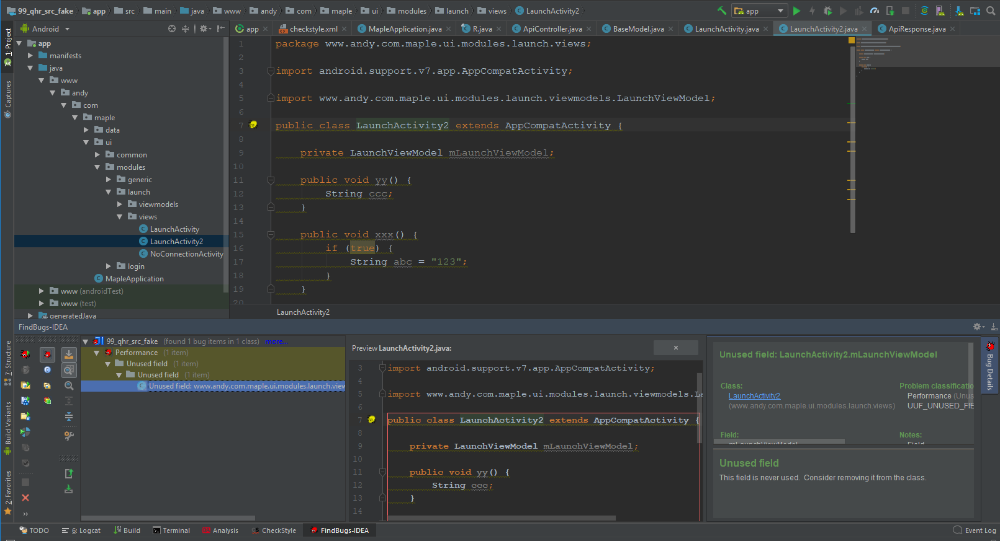 99_qhr_src_fake app src main java www andy com maple ui modules launch views LaunchActivity2 app
Android
app checkstyle.xml MapleApplication.java R.java ApiController.java BaseModel.java LaunchActivity.java LaunchActivity2.java ApiResponse.java
1: Project
Captures
7: Structure
Build Variants
2: Favorites
app
manifests
java
www
andy
com
maple
data
ui
common
modules
generic
launch
viewmodels
views
LaunchActivity
LaunchActivity2
NoConnectionActivity
login
MapleApplication
www (androidTest)
www (test)
generatedJava
1 package www.andy.com.maple.ui.modules.launch.views;
2
3 import android.support.v7.app.AppCompatActivity;
4
5 import www.andy.com.maple.ui.modules.launch.viewmodels.LaunchViewModel;
6
7 public class LaunchActivity2 extends AppCompatActivity {
8
9 private LaunchViewModel mLaunchViewModel;
10
11 public void yy() {
12 String ccc;
13 }
14
15 public void xxx() {
16 if (true) {
17 String abc = "123";
18 }
19 }
20
LaunchActivity2
FindBugs-IDEA
99_qhr_src_fake (found 1 bug items in 1 class) more...
Performance (1 item)
Unused field (1 item)
Unused field (1 item)
Unused field: www.andy.com.maple.ui.modules.launch.view
Preview LaunchActivity2.java:
3 import android.support.v7.app.AppCompatActivity;
4
5 import www.andy.com.maple.ui.modules.launch.viewmodels.La
6
7 public class LaunchActivity2 extends AppCompatActivity {
8
9 private LaunchViewModel mLaunchViewModel;
10
11 public void yy() {
12 String ccc;
13 }
14
Unused field: LaunchActivity2.mLaunchViewModel
Class: Problem classificatio
LaunchActivity2 Performance (Unus
(www.andy.com.maple.ui.modules.launch.views) UUF_UNUSED_FIE
Field: Notes:
mLaunchViewModel Field
Unused field
This field is never used. Consider removing it from the class.
Bug Details
TODO 6: Logcat Build Terminal Analysis CheckStyle FindBugs-IDEA Event Log